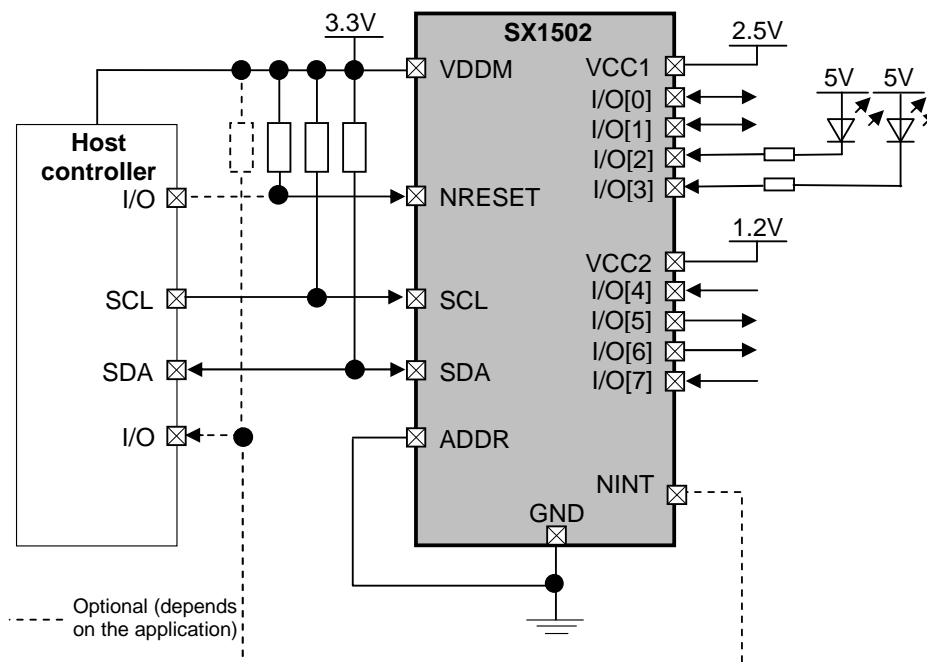 3.3V
SX1502
2.5V
VDDM
VCC1
5V
5V
I/O[0]
I/O[1]
Host
controller
I/O[2]
I/O
NRESET
I/O[3]
1.2V
VCC2
I/O[4]
SCL
SCL
I/O[5]
I/O[6]
SDA
SDA
I/O[7]
I/O
ADDR
NINT
GND
Optional (depends
on the application)